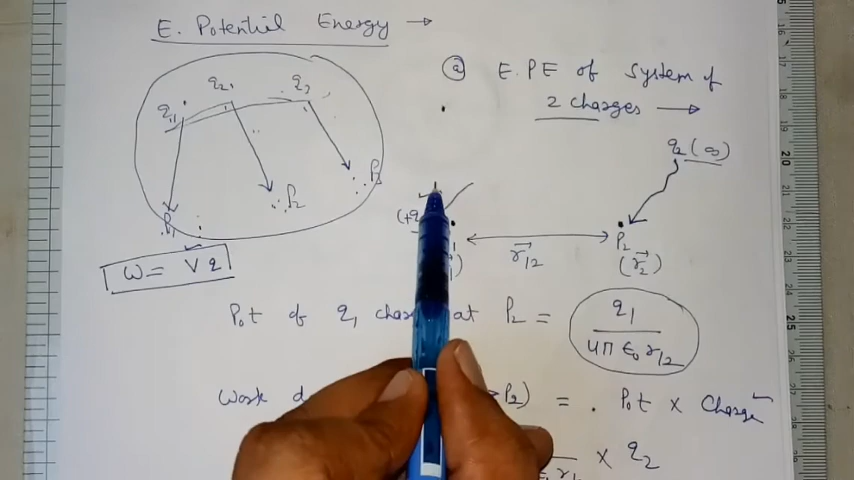 E. Potential Energy →
ⓐ E.PE of System of
2 charges →
q1 q2 q3
P1 P2 P3
W = Vq
q2 (∞)
(+q
r12
P2
(r2)
Pot of q1 at P2 = q1 / 4π ϵ0 r12
Work P2) = . Pot × Charge
× q2